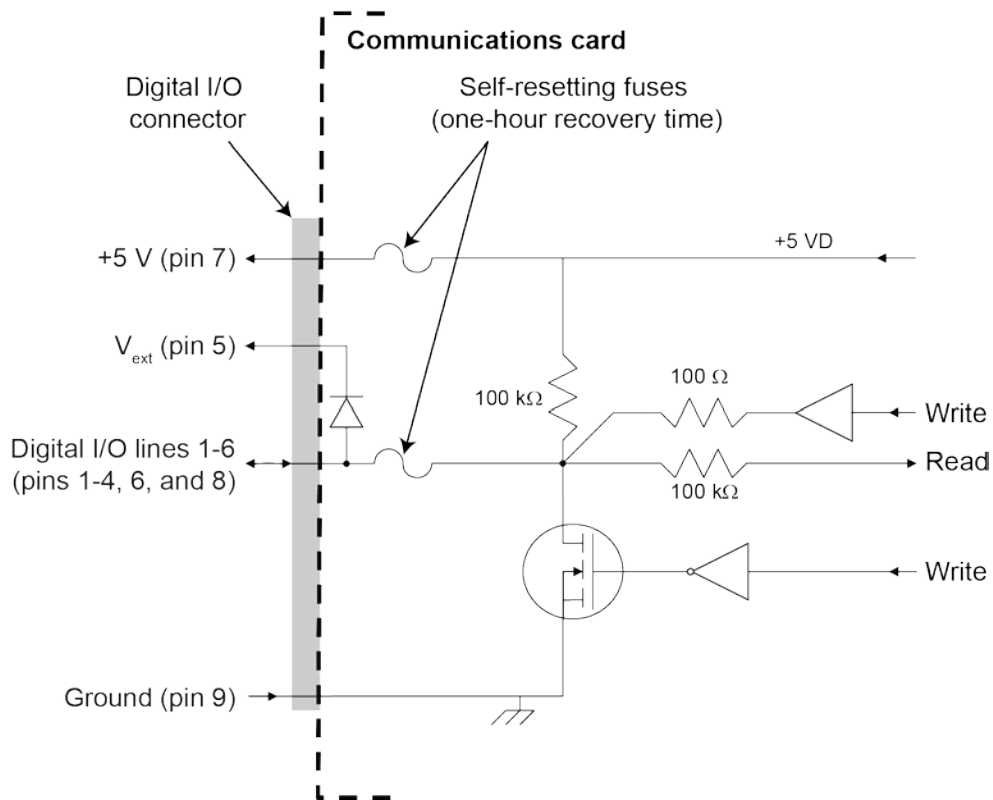 Communications card
Digital I/O
connector
Self-resetting fuses
(one-hour recovery time)
+5 V (pin 7)
+5 VD
Vext (pin 5)
100 kΩ
100 Ω
Write
Digital I/O lines 1-6
(pins 1-4, 6, and 8)
Read
100 kΩ
Write
Ground (pin 9)